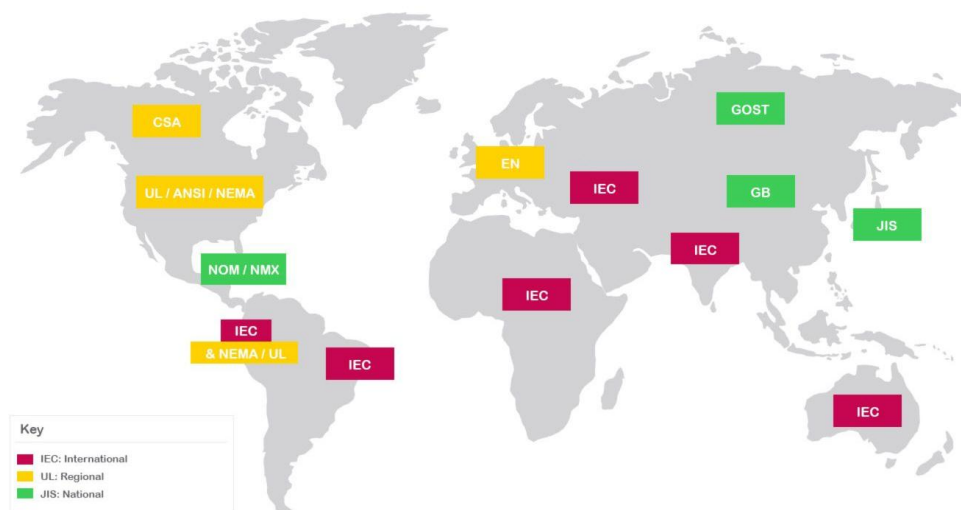 GOST
CSA
EN
UL / ANSI / NEMA
IEC
GB
JIS
IEC
NOM / NMX
IEC
IEC
& NEMA / UL
IEC
IEC
Key
IEC: International
UL: Regional
JIS: National